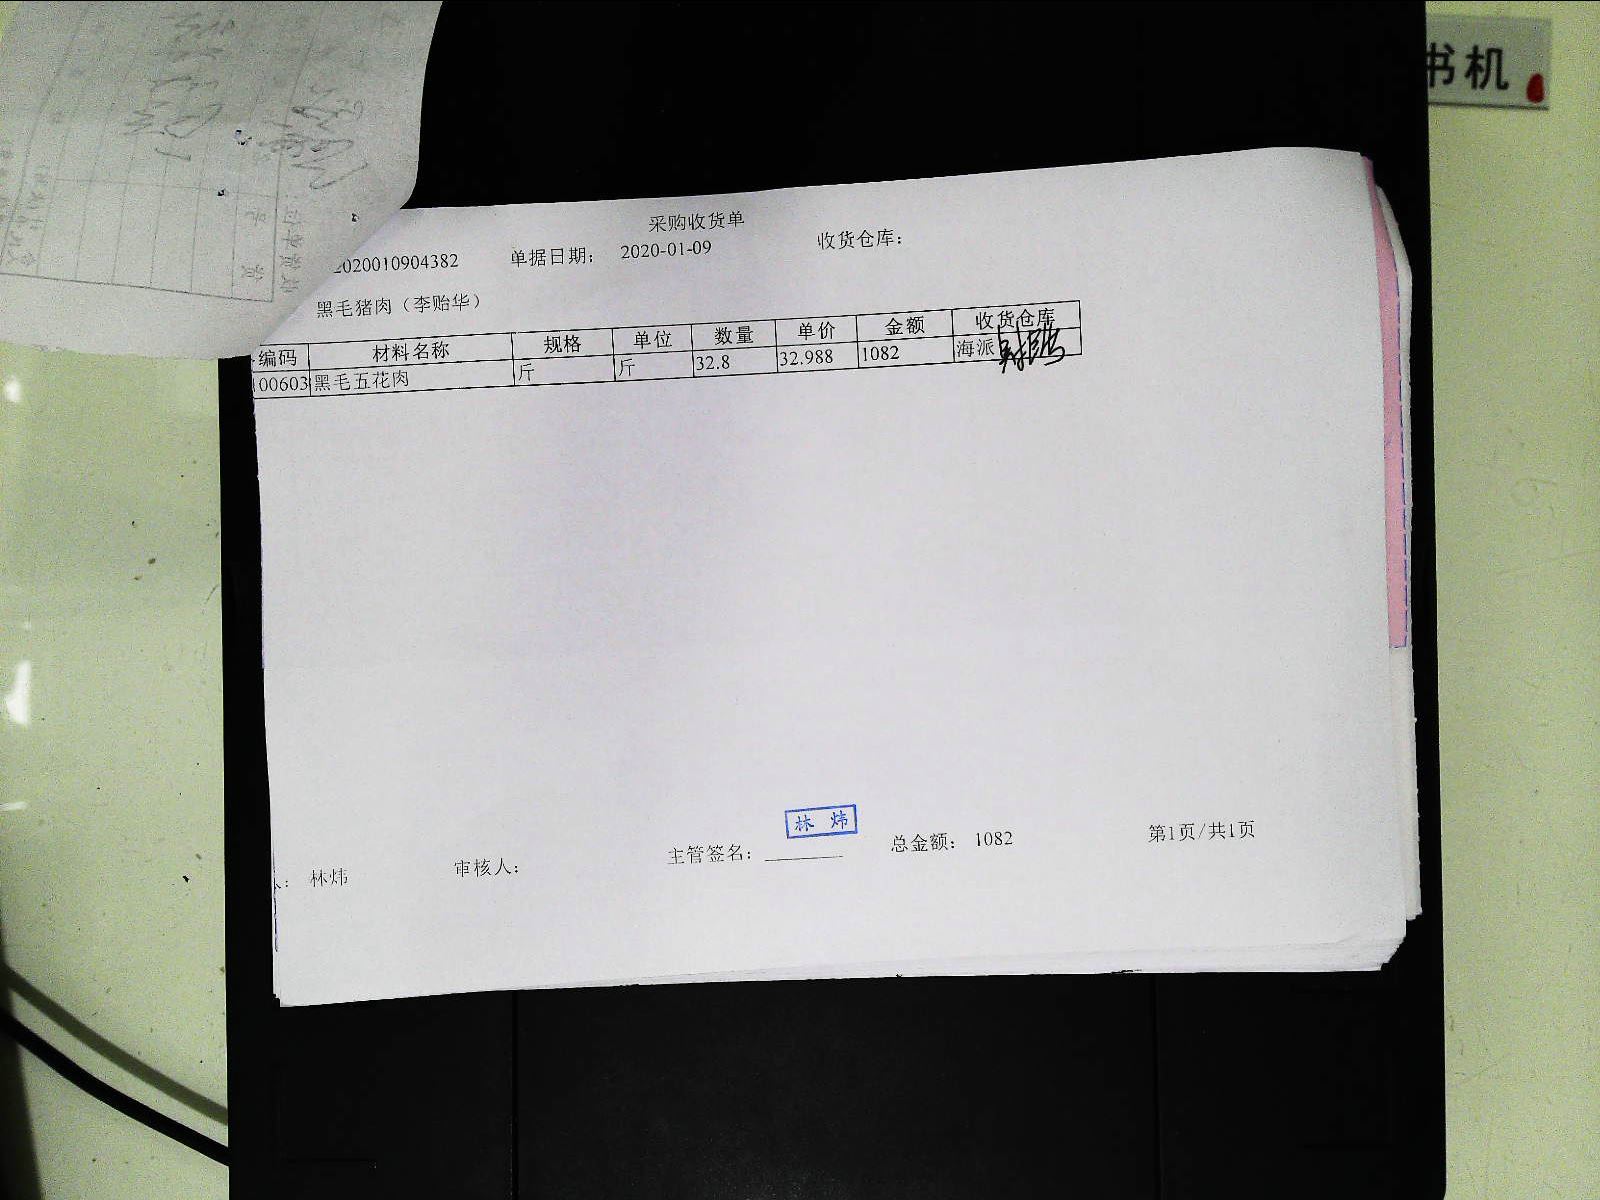 书机
采购收货单
2020010904382 单据日期： 2020-01-09 收货仓库：
黑毛猪肉（李贻华）
编码 材料名称 规格 单位 数量 单价 金额 收货仓库
00603 黑毛五花肉 斤 斤 32.8 32.988 1082 海派
林 炜
林炜 审核人： 主管签名： 总金额： 1082 第1页/共1页